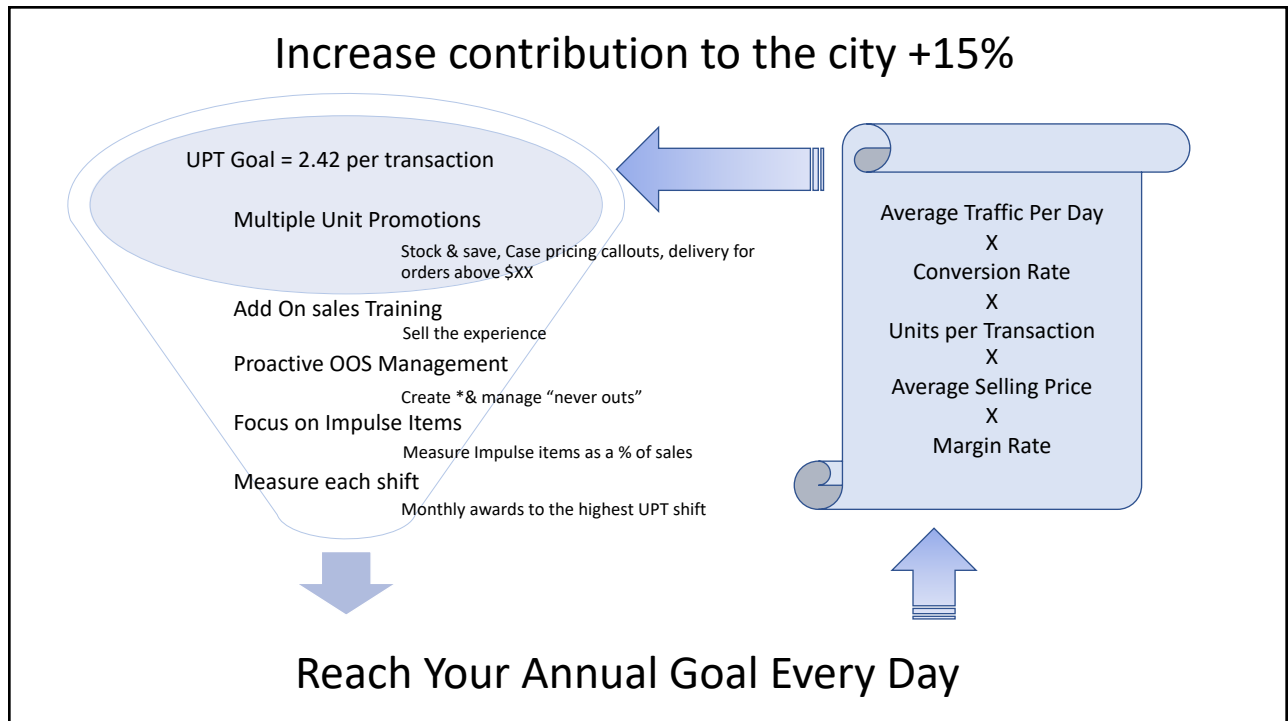 Increase contribution to the city +15%
UPT Goal = 2.42 per transaction
Multiple Unit Promotions
Stock & save, Case pricing callouts, delivery for
orders above $XX
Add On sales Training
Sell the experience
Proactive OOS Management
Create *& manage “never outs”
Focus on Impulse Items
Measure Impulse items as a % of sales
Measure each shift
Monthly awards to the highest UPT shift
Average Traffic Per Day
X
Conversion Rate
X
Units per Transaction
X
Average Selling Price
X
Margin Rate
Reach Your Annual Goal Every Day